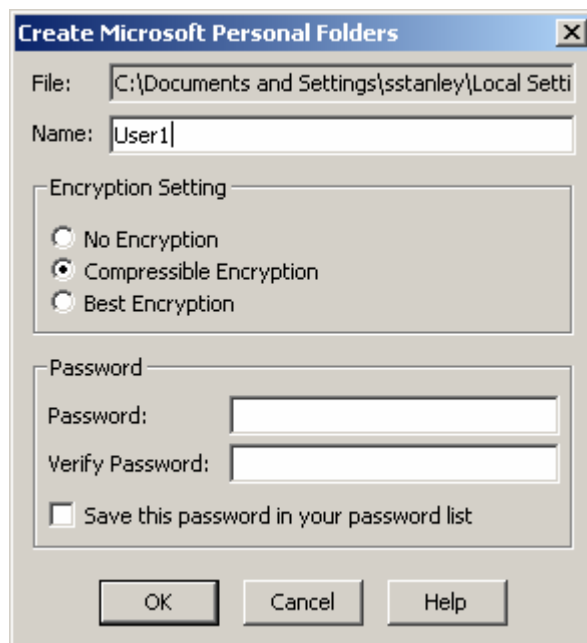 Create Microsoft Personal Folders
File: C:\Documents and Settings\sstanley\Local Setti
Name: User1
Encryption Setting
No Encryption
Compressible Encryption
Best Encryption
Password
Password:
Verify Password:
Save this password in your password list
OK Cancel Help